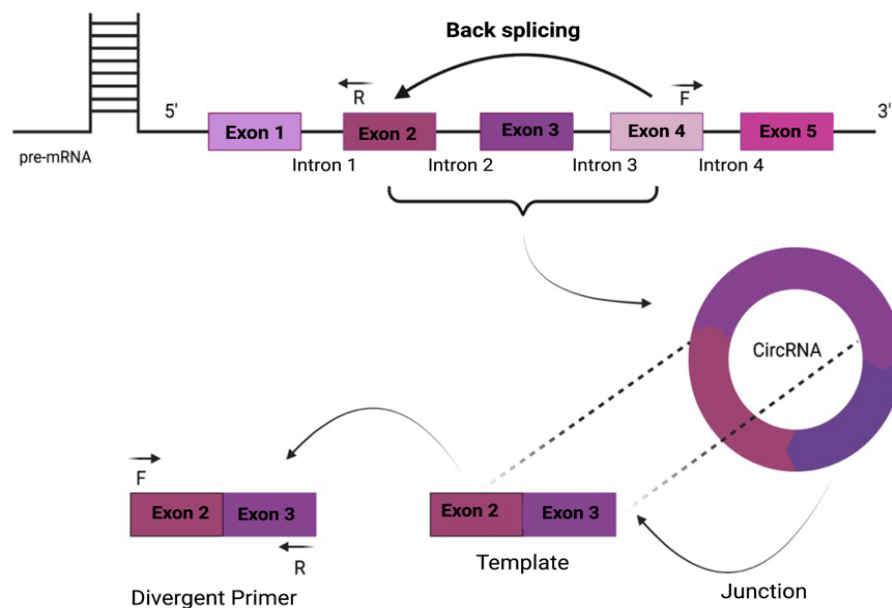 Back splicing
R
F
5'
3'
Exon 1
Exon 2
Exon 3
Exon 4
Exon 5
pre-mRNA
Intron 1
Intron 2
Intron 3
Intron 4
CircRNA
F
Exon 2
Exon 3
R
Divergent Primer
Exon 2
Exon 3
Template
Junction